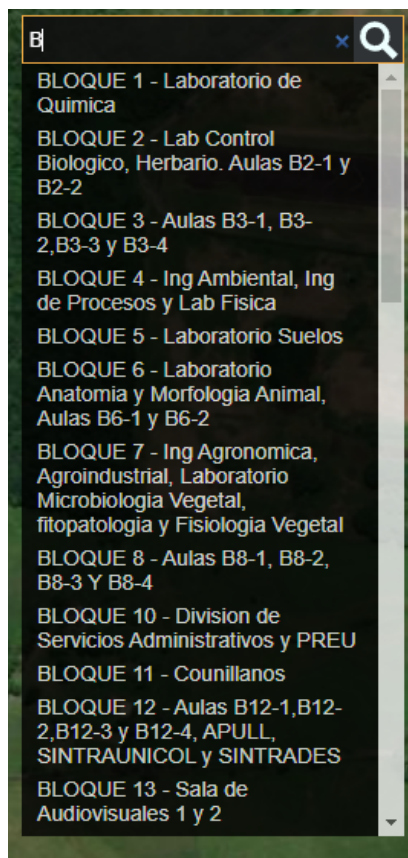 B
BLOQUE 1 - Laboratorio de
Quimica
BLOQUE 2 - Lab Control
Biologico, Herbario. Aulas B2-1 y
B2-2
BLOQUE 3 - Aulas B3-1, B3-
2,B3-3 y B3-4
BLOQUE 4 - Ing Ambiental, Ing
de Procesos y Lab Fisica
BLOQUE 5 - Laboratorio Suelos
BLOQUE 6 - Laboratorio
Anatomia y Morfologia Animal,
Aulas B6-1 y B6-2
BLOQUE 7 - Ing Agronomica,
Agroindustrial, Laboratorio
Microbiologia Vegetal,
fitopatologia y Fisiologia Vegetal
BLOQUE 8 - Aulas B8-1, B8-2,
B8-3 Y B8-4
BLOQUE 10 - Division de
Servicios Administrativos y PREU
BLOQUE 11 - Counillanos
BLOQUE 12 - Aulas B12-1,B12-
2,B12-3 y B12-4, APULL,
SINTRAUNICOL y SINTRADES
BLOQUE 13 - Sala de
Audiovisuales 1 y 2